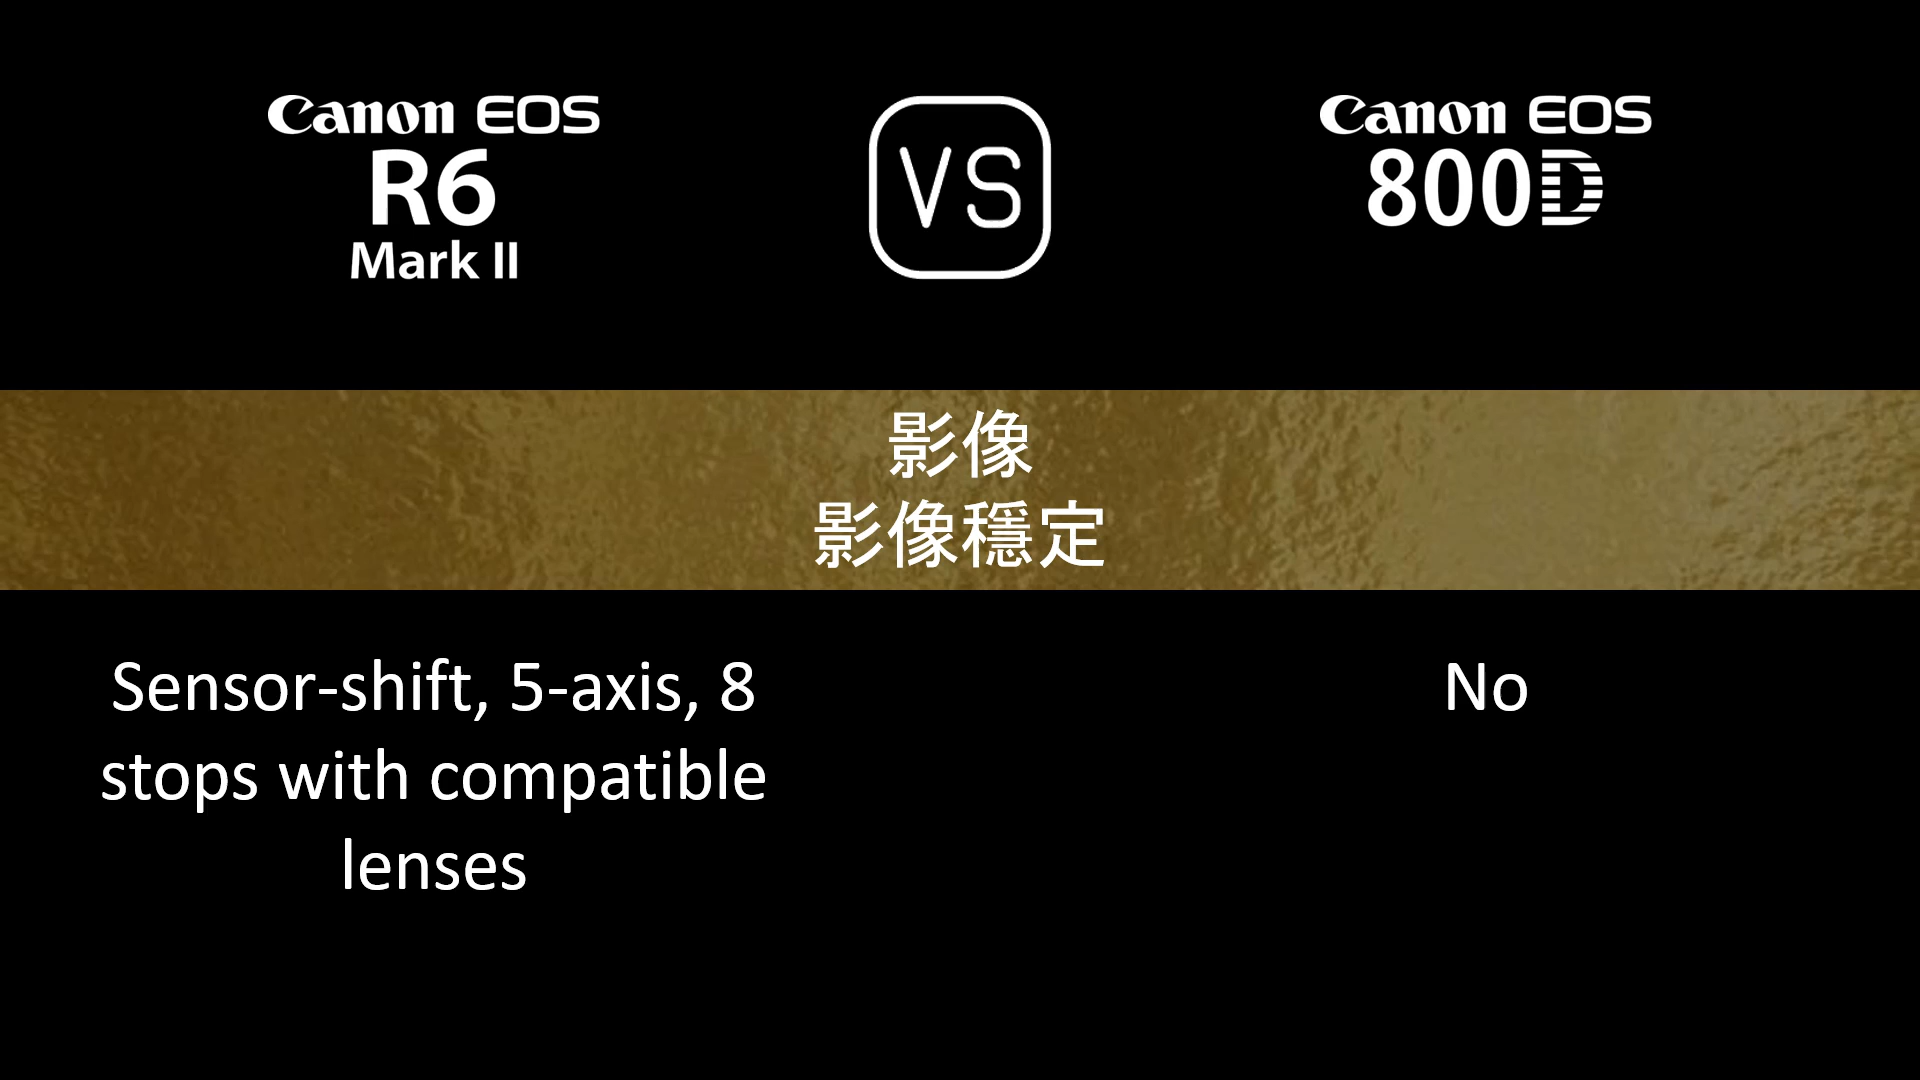 Canon EOS
R6
Mark II
VS
Canon EOS
800D
影像
影像穩定
Sensor-shift, 5-axis, 8
stops with compatible
lenses
No